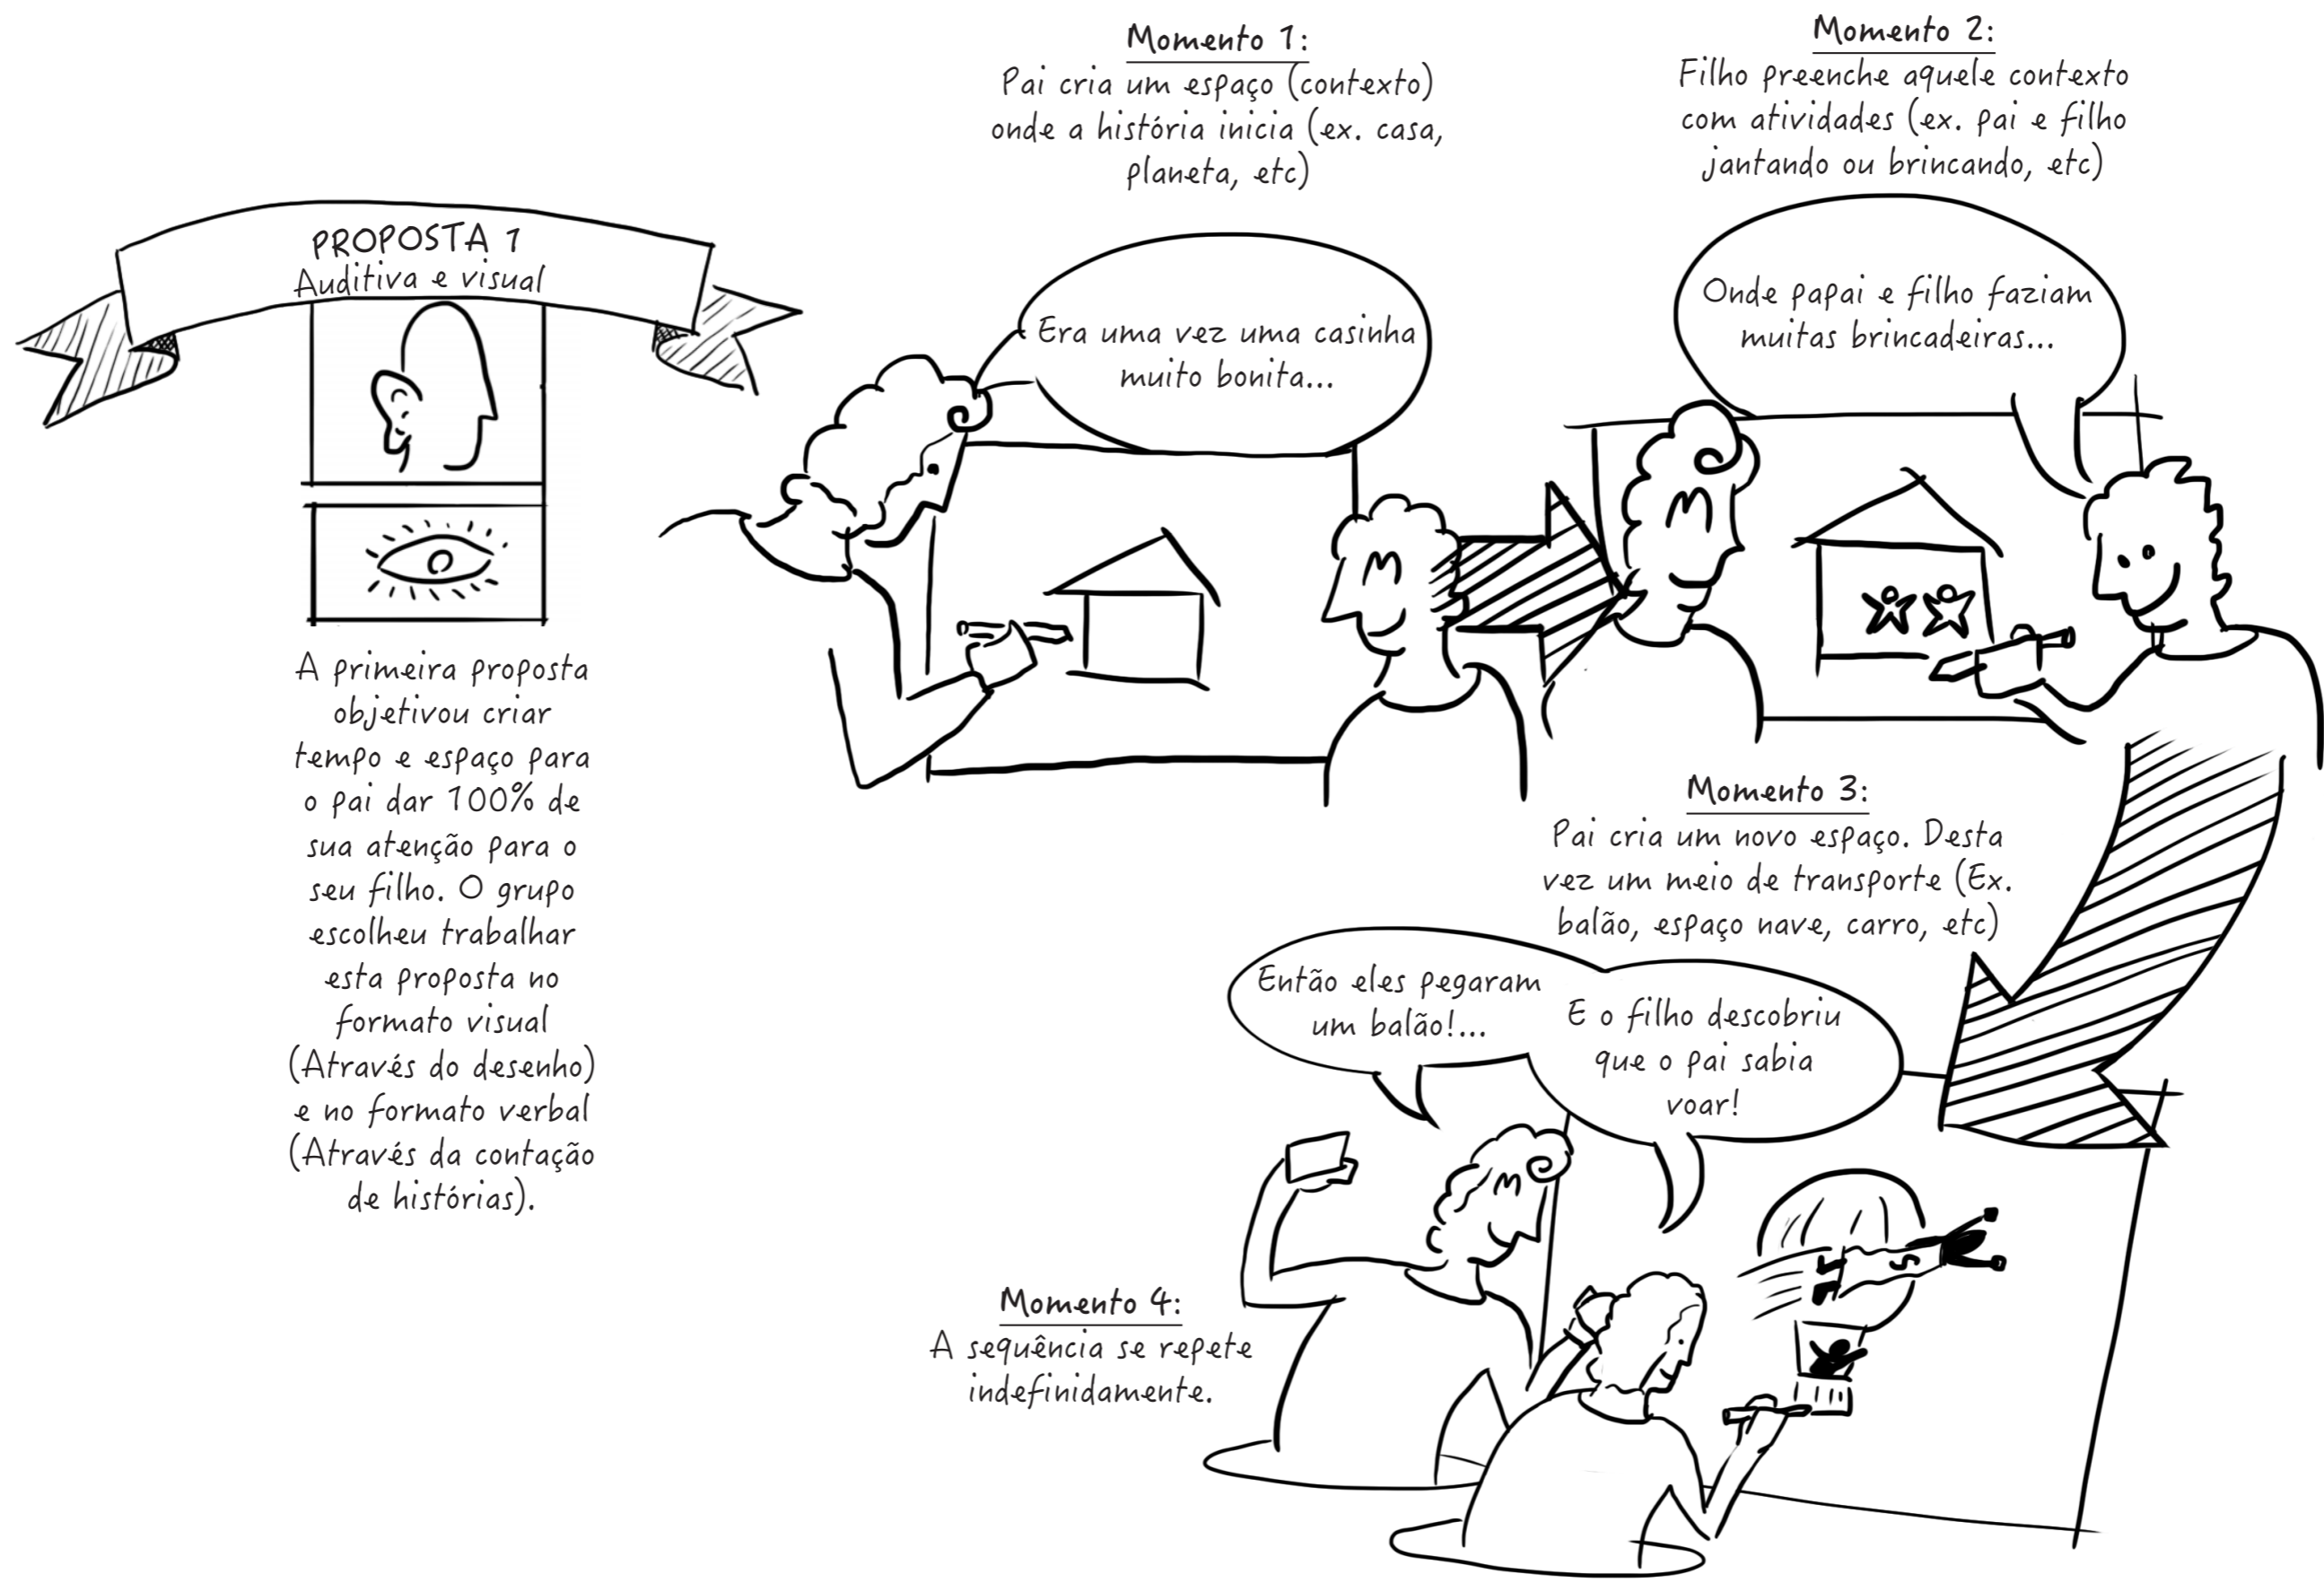 PROPOSTA 1
Auditiva e visual
A primeira proposta
objetivou criar
tempo e espaço para
o pai dar 100% de
sua atenção para o
seu filho. O grupo
escolheu trabalhar
esta proposta no
formato visual
(Através do desenho)
e no formato verbal
(Através da contação
de histórias).
Momento 1:
Pai cria um espaço (contexto)
onde a história inicia (ex. casa,
planeta, etc)
Era uma vez uma casinha
muito bonita...
Momento 2:
Filho preenche aquele contexto
com atividades (ex. pai e filho
jantando ou brincando, etc)
Onde papai e filho faziam
muitas brincadeiras...
Momento 3:
Pai cria um novo espaço. Desta
vez um meio de transporte (Ex.
balão, espaço nave, carro, etc)
Então eles pegaram
um balão!...
E o filho descobriu
que o pai sabia
voar!
Momento 4:
A sequência se repete
indefinidamente.